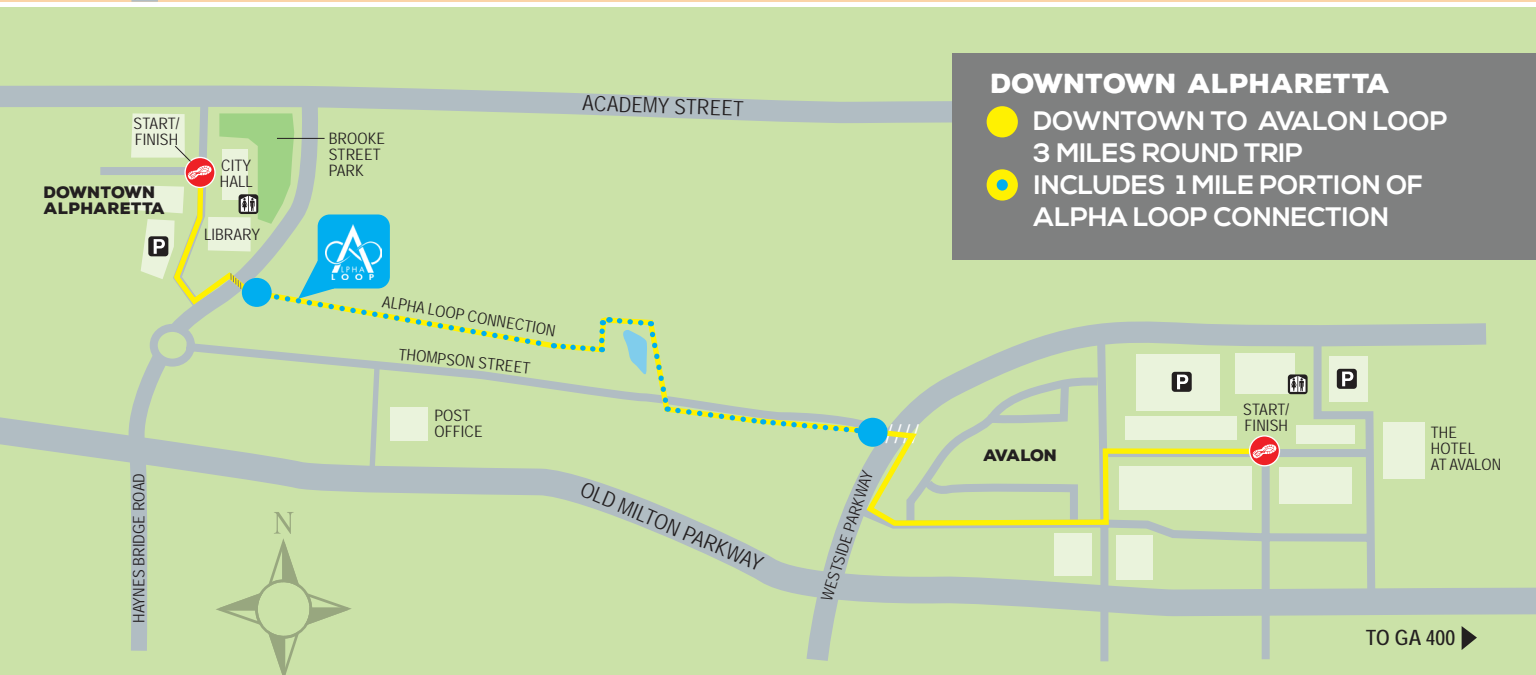 ACADEMY STREET
DOWNTOWN ALPHARETTA
DOWNTOWN TO AVALON LOOP
3 MILES ROUND TRIP
INCLUDES 1 MILE PORTION OF
ALPHA LOOP CONNECTION
START/
FINISH
CITY
HALL
BROOKE
STREET
PARK
DOWNTOWN
ALPHARETTA
P
LIBRARY
A
LPHA
LOOP
ALPHA LOOP CONNECTION
THOMPSON STREET
POST
OFFICE
HAYNES BRIDGE ROAD
N
OLD MILTON PARKWAY
WESTSIDE PARKWAY
AVALON
P
P
START/
FINISH
THE
HOTEL
AT AVALON
TO GA 400